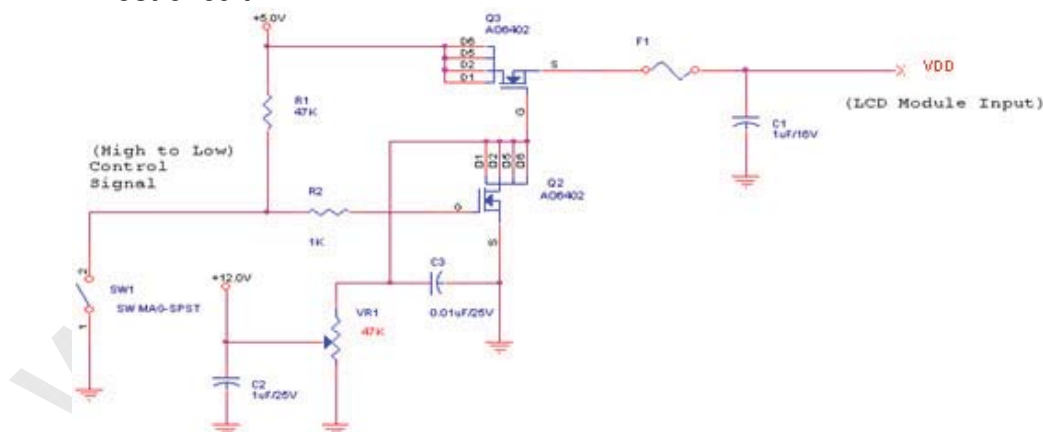 +5.0V
Q3
AO6402
D6
D5
D2
D1
S
G
F1
VDD
(LCD Module Input)
C1
1uF/16V
R1
47K
(High to Low)
Control
Signal
R2
1K
D1
D2
D5
D6
Q2
AO6402
G
S
2
SW1
SW MAG-SPST
1
+12.0V
VR1
47K
C3
0.01uF/25V
C2
1uF/25V